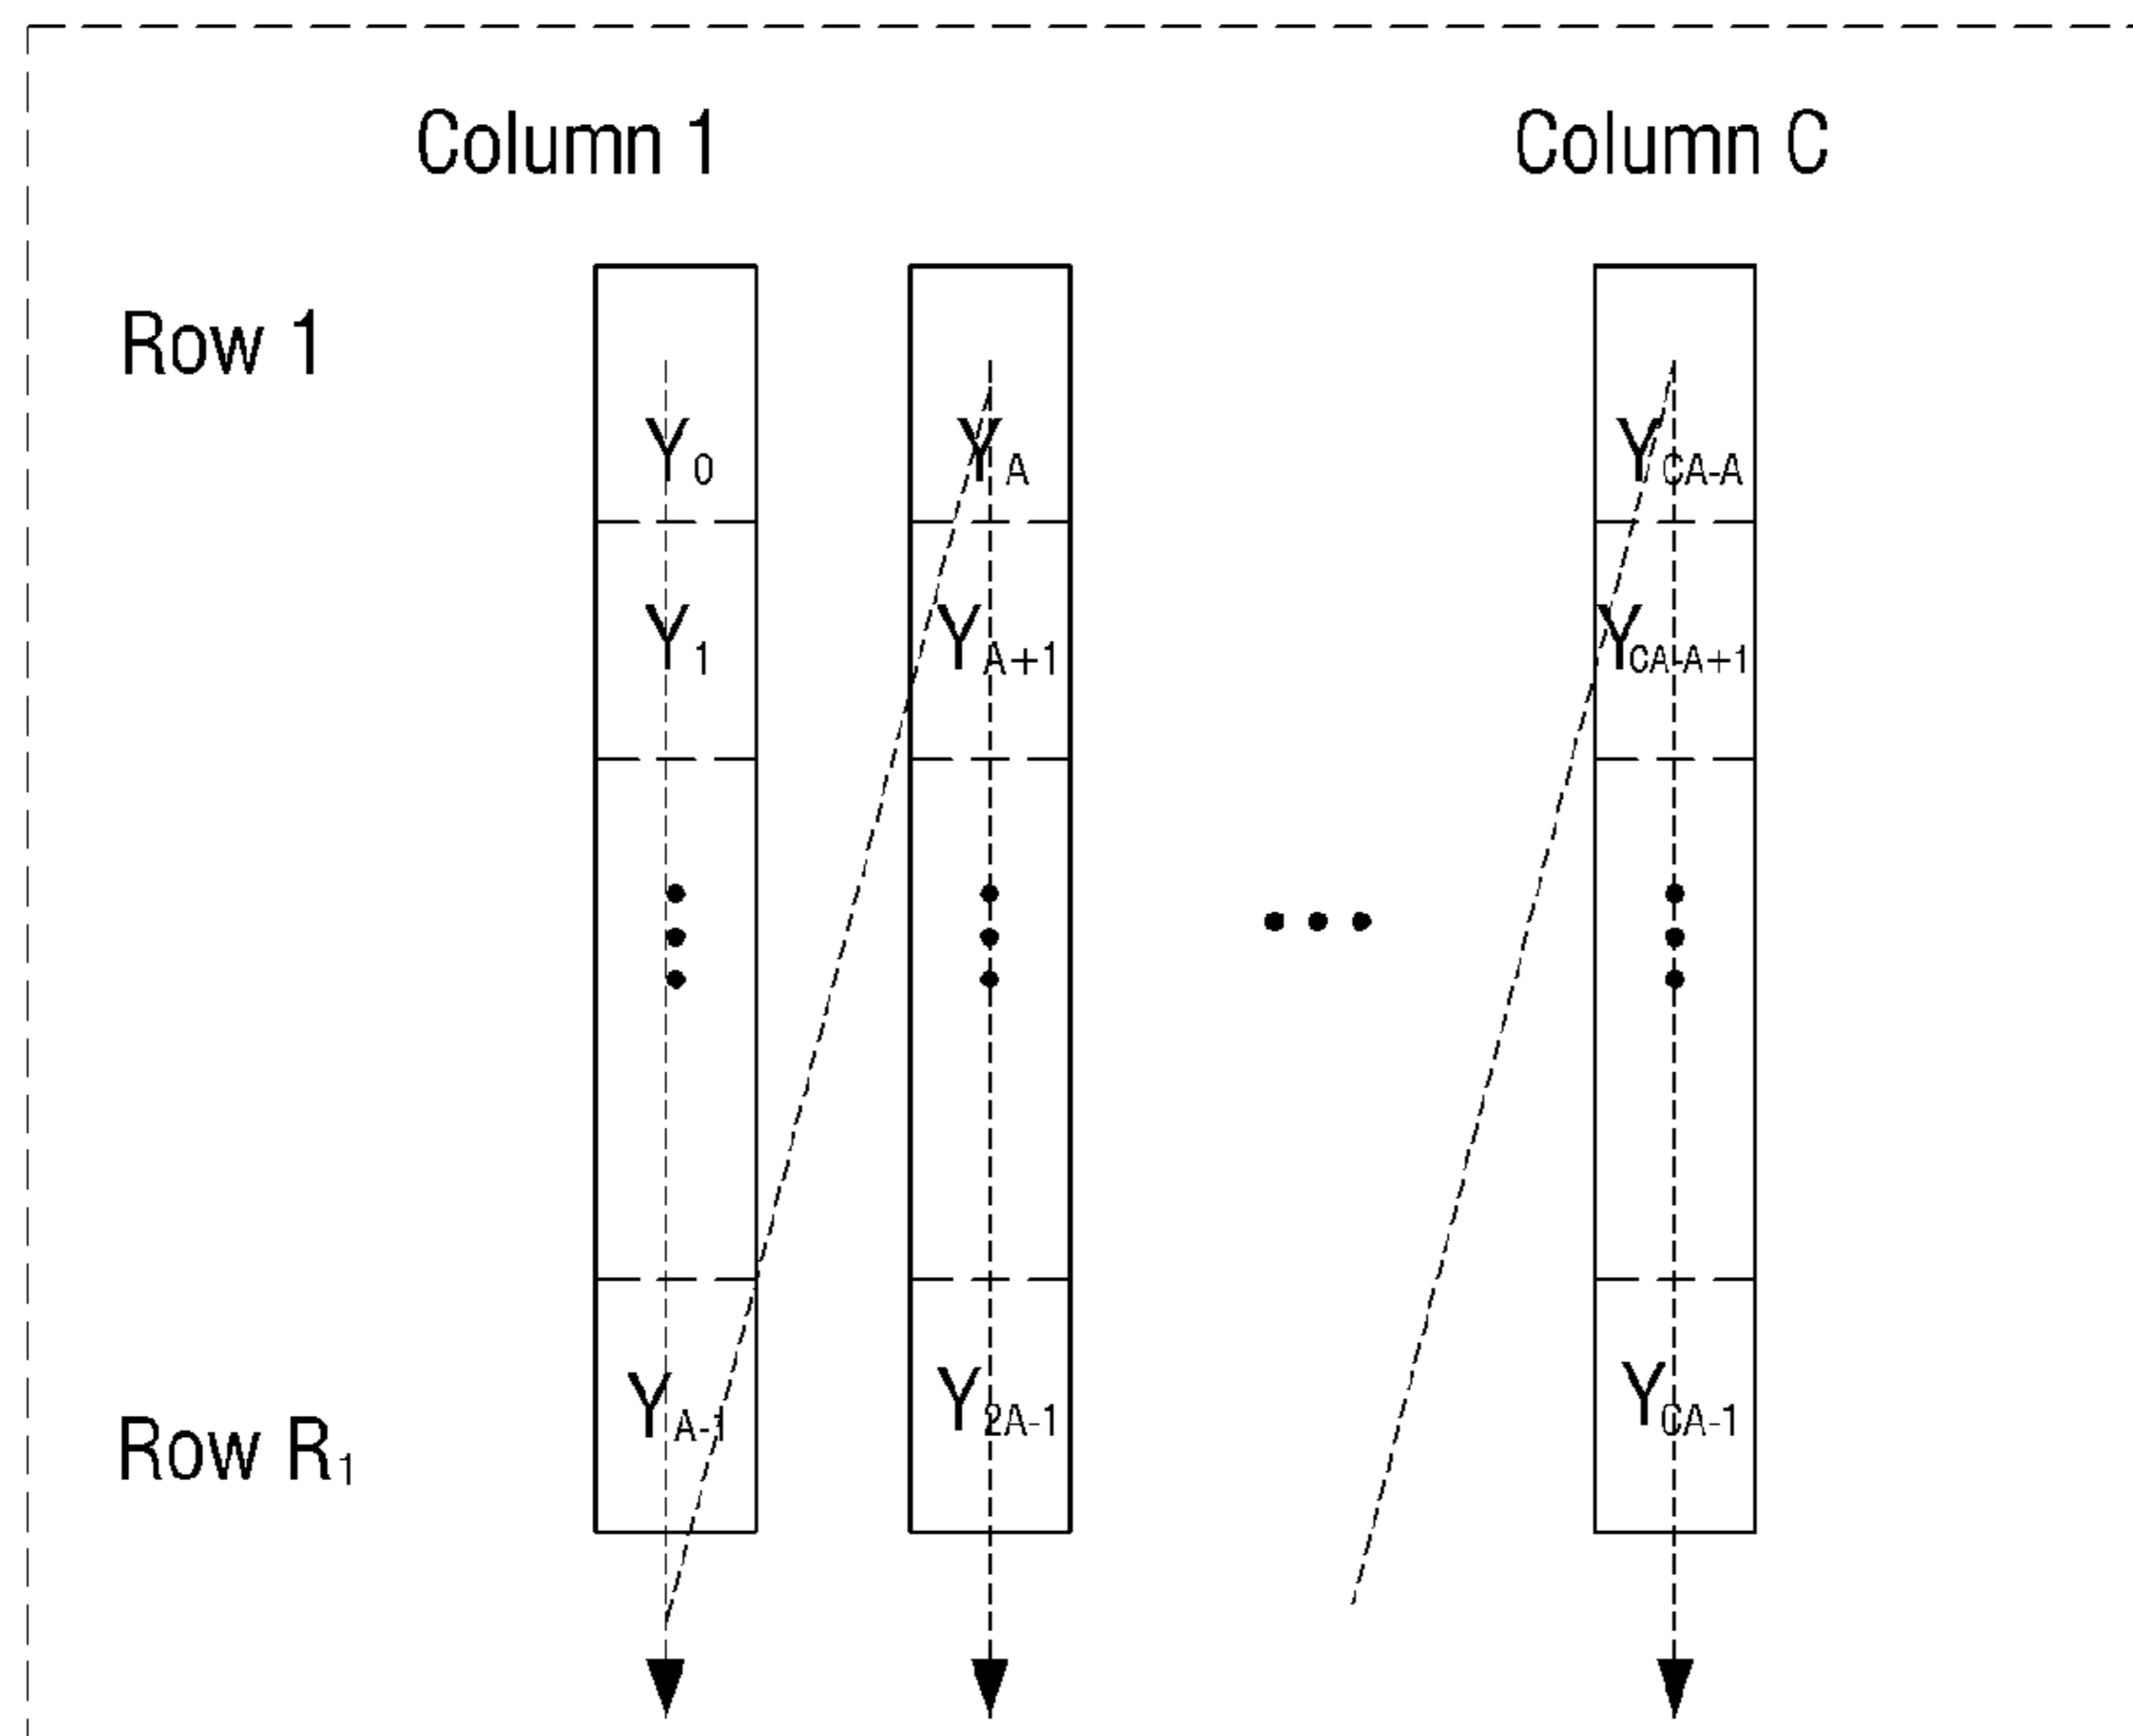 Column 1 Column C
Row 1
Y0 YA YCA-A
Y1 YA+1 YCA-A+1
YA-1 Y2A-1 YCA-1
Row R1